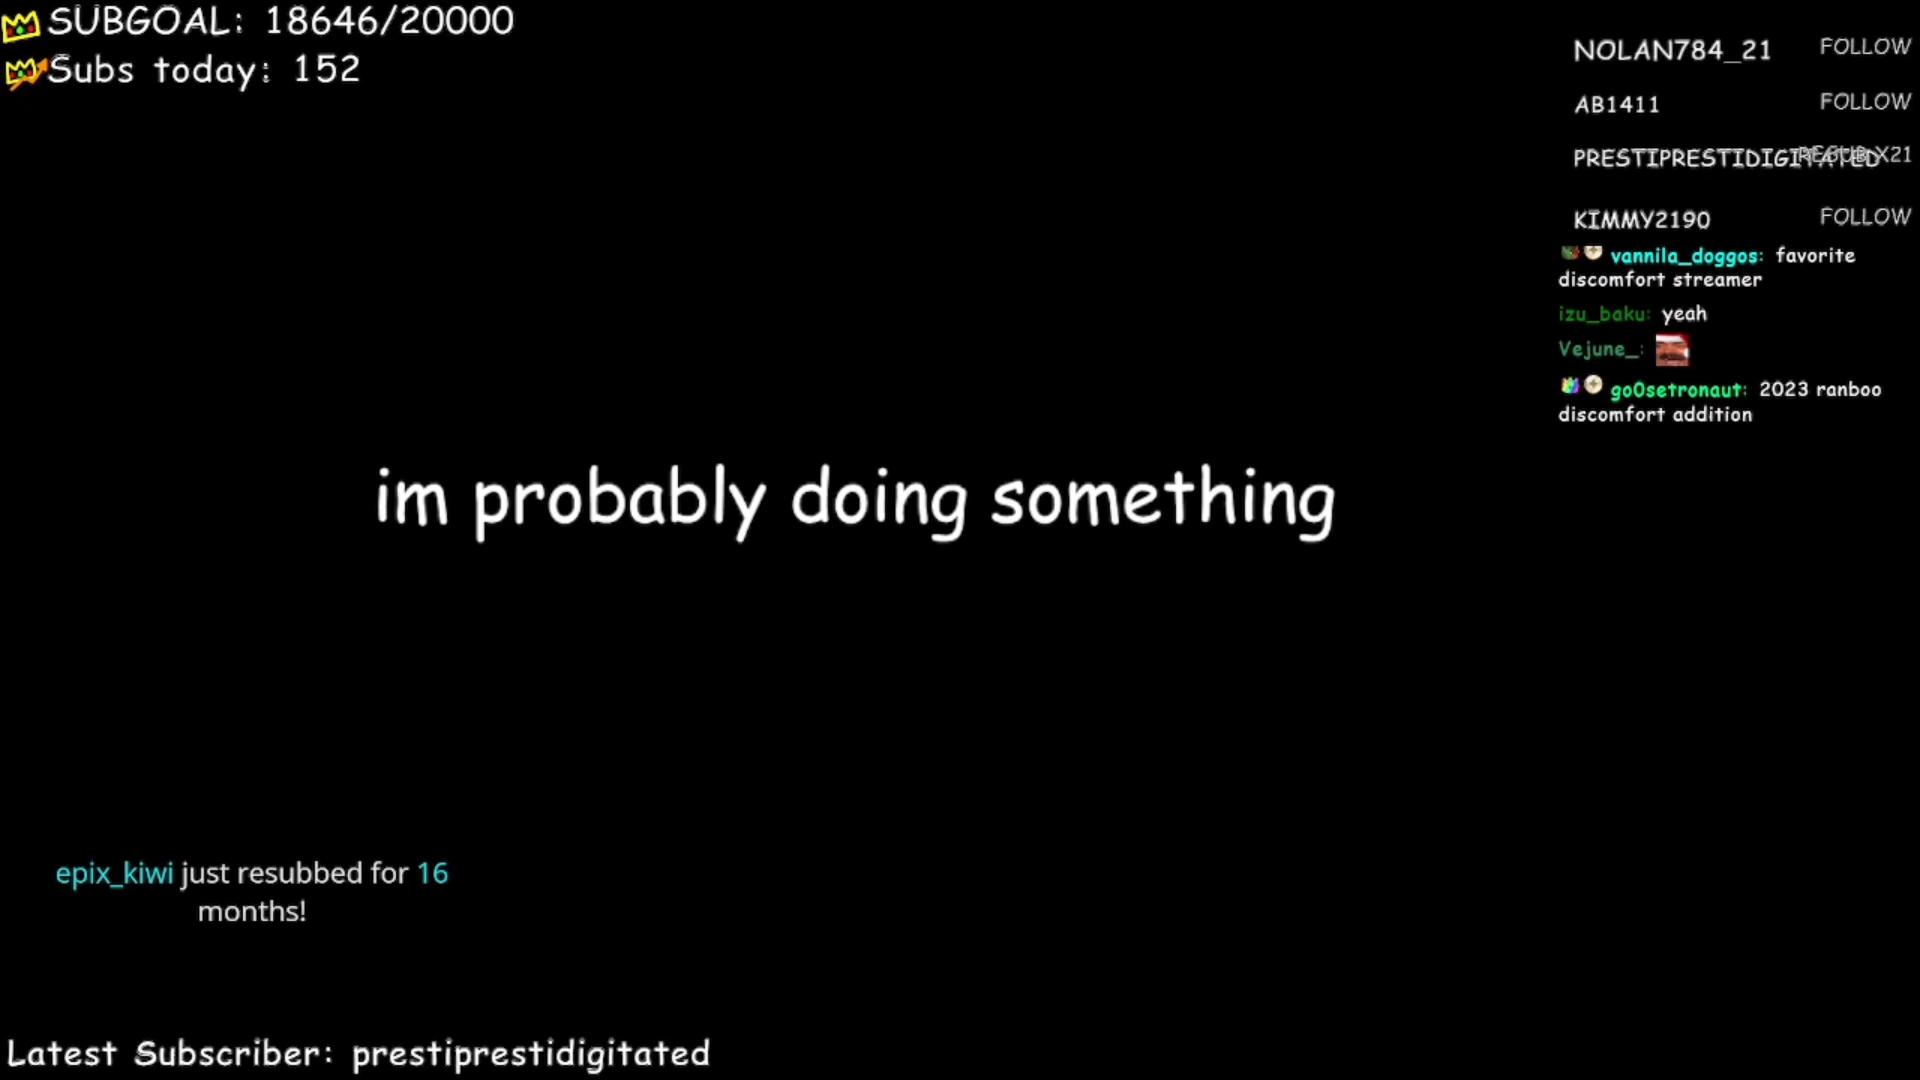 SUBGOAL: 18646/20000
Subs today: 152
NOLAN784_21 FOLLOW
AB1411 FOLLOW
PRESTIPRESTIDIGITATED RESUB X21
KIMMY2190 FOLLOW
vannila_doggos: favorite
discomfort streamer
izu_baku: yeah
Vejune_:
go0setronaut: 2023 ranboo
discomfort addition
im probably doing something
epix_kiwi just resubbed for 16
months!
Latest Subscriber: prestiprestidigitated